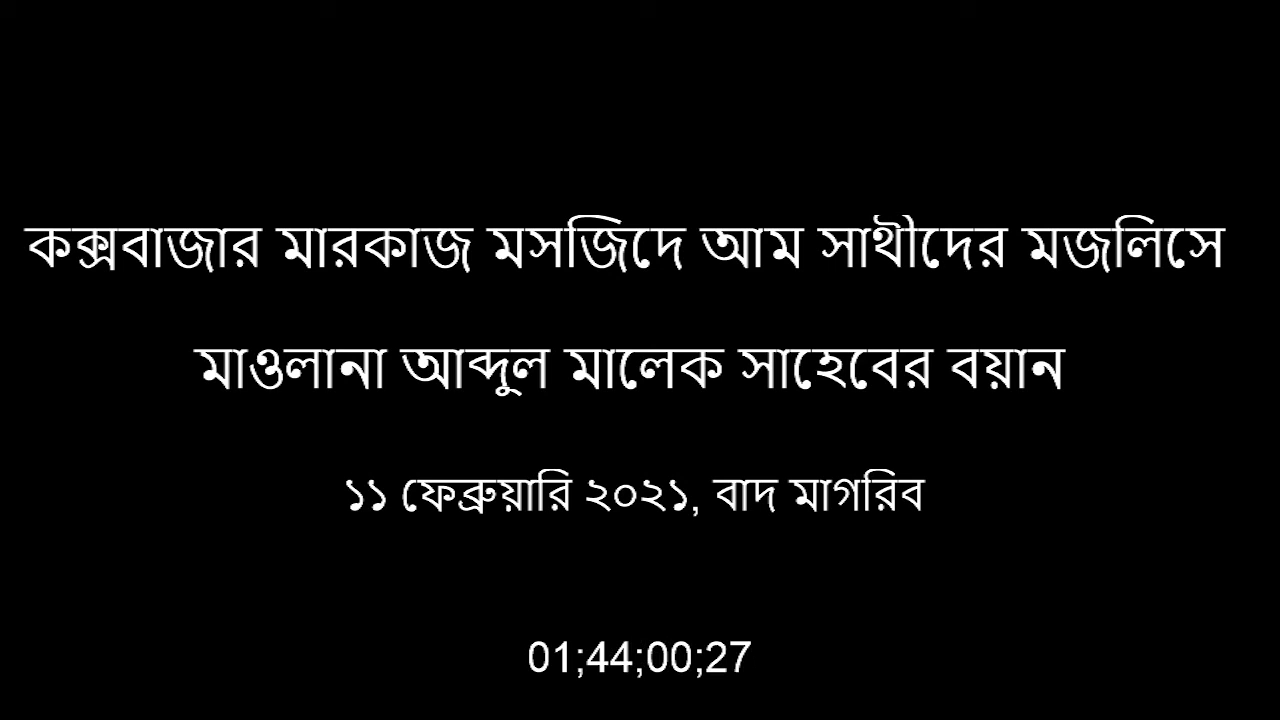 কক্সবাজার মারকাজ মসজিদে আম সাথীদের মজলিসে
মাওলানা আব্দুল মালেক সাহেবের বয়ান
১১ ফেব্রুয়ারি ২০২১, বাদ মাগরিব
01;44;00;27